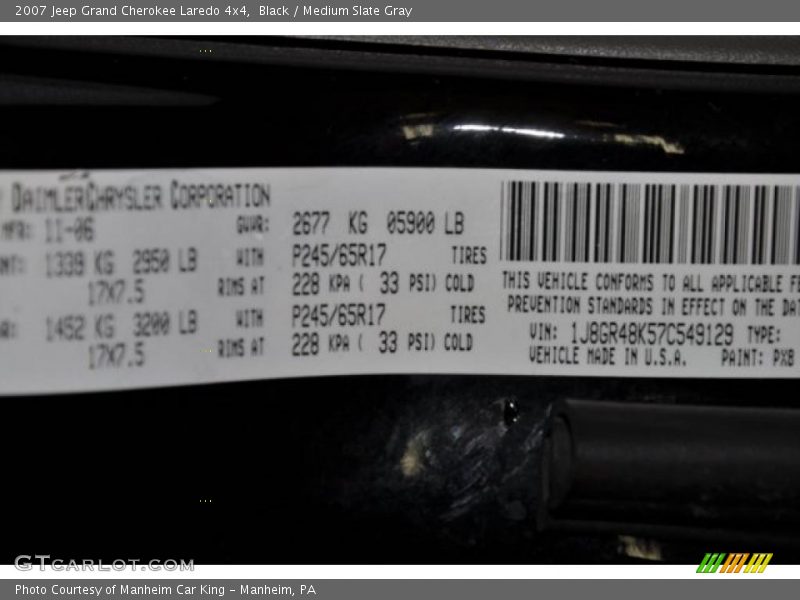 2007 Jeep Grand Cherokee Laredo 4x4, Black / Medium Slate Gray
DAIMLERCHRYSLER CORPORATION
MFR: 11-06 GVWR: 2677 KG 05900 LB
1339 KG 2950 LB WITH P245/65R17 TIRES
17X7.5 RIMS AT 228 KPA ( 33 PSI) COLD
1452 KG 3200 LB WITH P245/65R17 TIRES
17X7.5 RIMS AT 228 KPA ( 33 PSI) COLD
THIS VEHICLE CONFORMS TO ALL APPLICABLE
PREVENTION STANDARDS IN EFFECT ON THE
VIN: 1J8GR48K57C549129 TYPE:
VEHICLE MADE IN U.S.A. PAINT: PXB
GTcarlot.com
Photo Courtesy of Manheim Car King - Manheim, PA